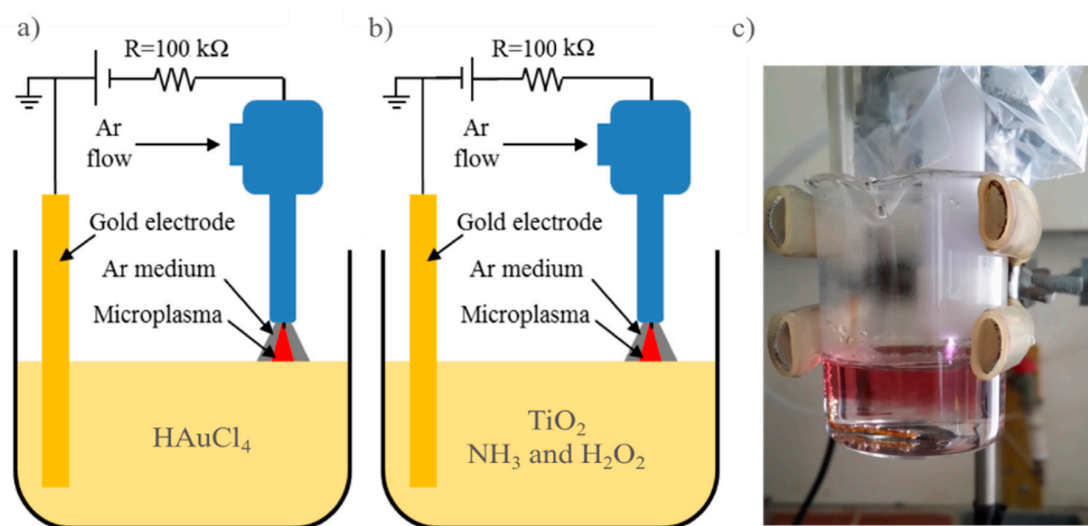 a)
R=100 kΩ
Ar
flow
Gold electrode
Ar medium
Microplasma
HAuCl₄
b)
R=100 kΩ
Ar
flow
Gold electrode
Ar medium
Microplasma
TiO₂
NH₃ and H₂O₂
c)